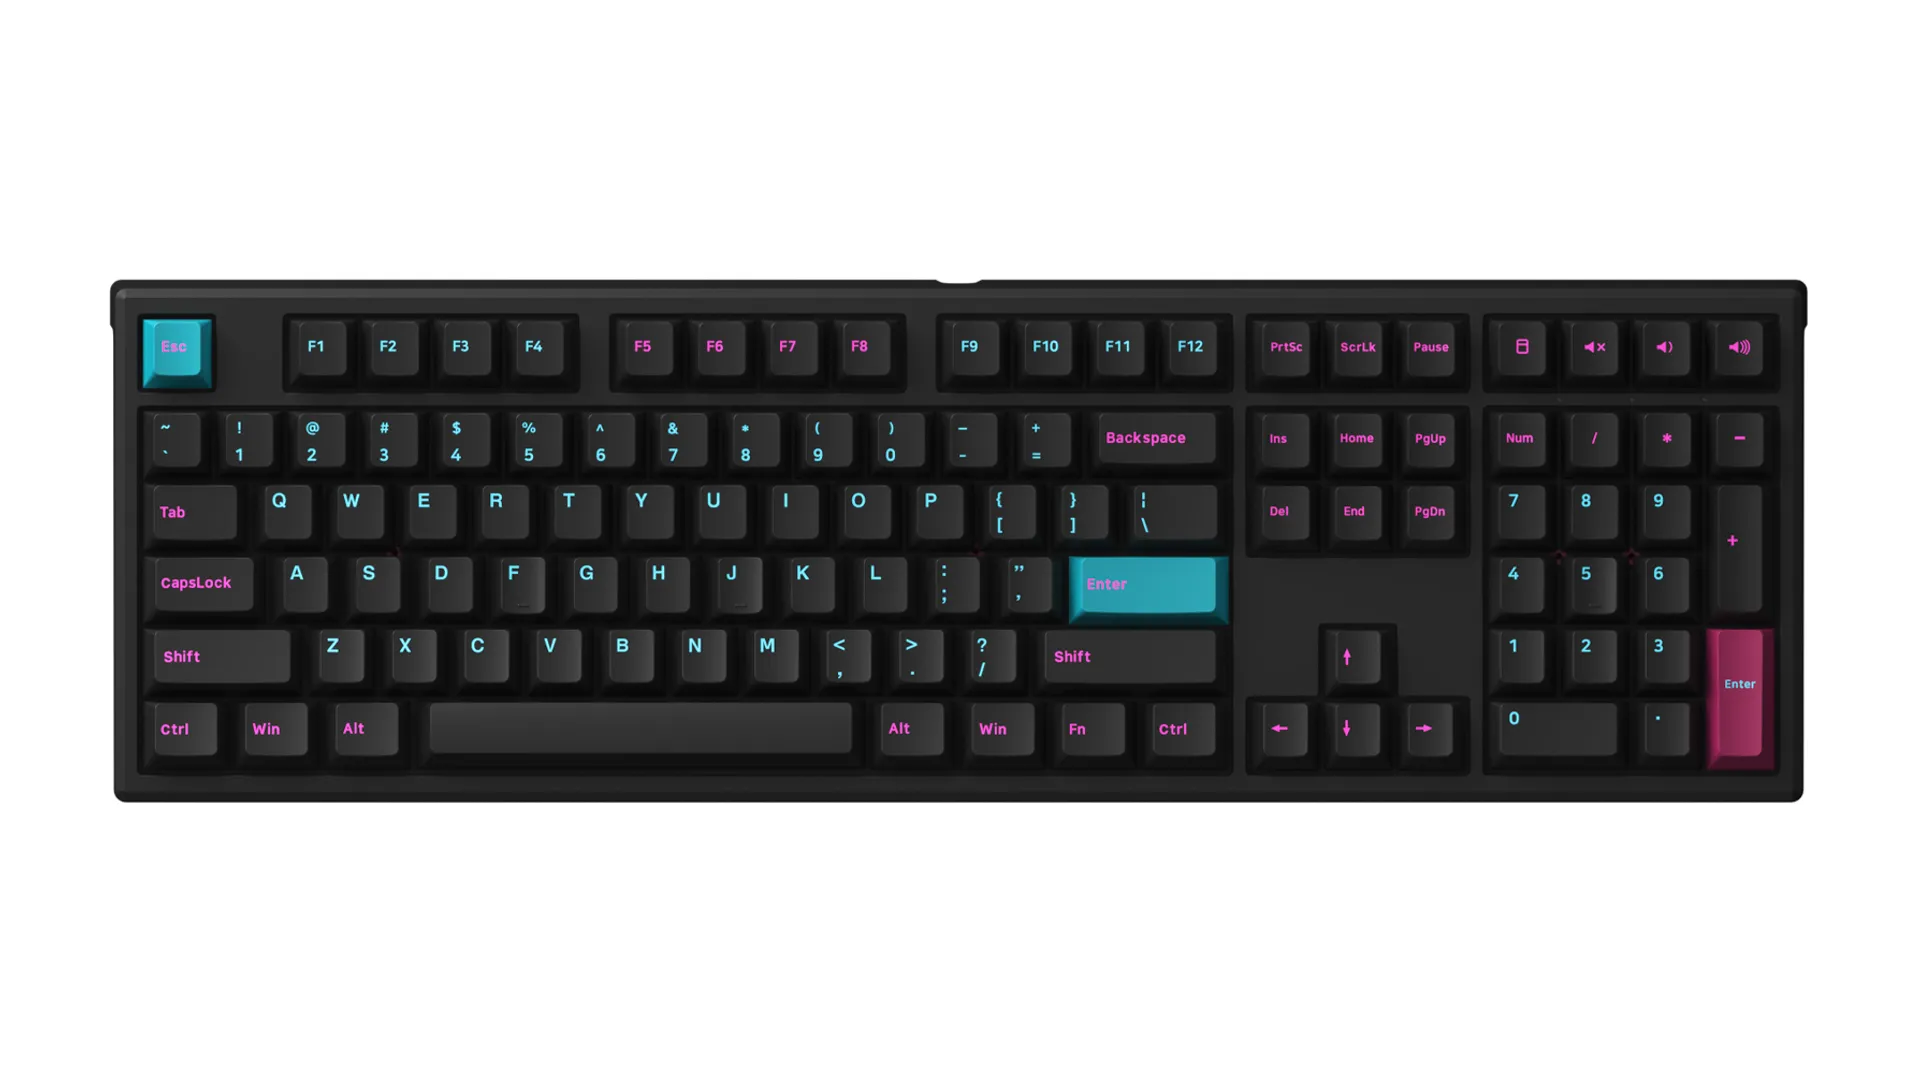 Esc F1 F2 F3 F4 F5 F6 F7 F8 F9 F10 F11 F12 PrtSc ScrLk Pause
~ ! @ # $ % ^ & * ( ) – +
` 1 2 3 4 5 6 7 8 9 0 - = Backspace Ins Home PgUp Num / * −
Tab Q W E R T Y U I O P { } ¦ Del End PgDn 7 8 9 +
[ ] \
CapsLock A S D F G H J K L : ” Enter 4 5 6
; ,
Shift Z X C V B N M < > ? Shift ↑ 1 2 3 Enter
, . /
Ctrl Win Alt Alt Win Fn Ctrl ← ↓ → 0 .